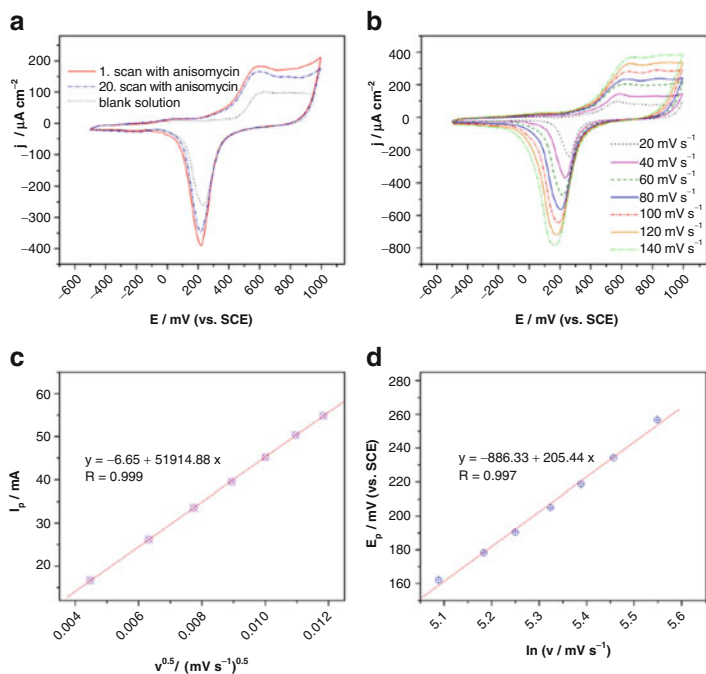 a
200
100
0
−100
−200
−300
−400
j / μA cm⁻²
1. scan with anisomycin
20. scan with anisomycin
blank solution
−600
−400
−200
0
200
400
600
800
1000
E / mV (vs. SCE)
b
400
200
0
−200
−400
−600
−800
j / μA cm⁻²
20 mV s⁻¹
40 mV s⁻¹
60 mV s⁻¹
80 mV s⁻¹
100 mV s⁻¹
120 mV s⁻¹
140 mV s⁻¹
−600
−400
−200
0
200
400
600
800
1000
E / mV (vs. SCE)
c
60
50
40
30
20
Iₚ / mA
y = −6.65 + 51914.88 x
R = 0.999
0.004
0.006
0.008
0.010
0.012
v⁰·⁵/ (mV s⁻¹)⁰·⁵
d
280
260
240
220
200
180
160
Eₚ / mV (vs. SCE)
y = −886.33 + 205.44 x
R = 0.997
5.1
5.2
5.3
5.4
5.5
5.6
ln (v / mV s⁻¹)